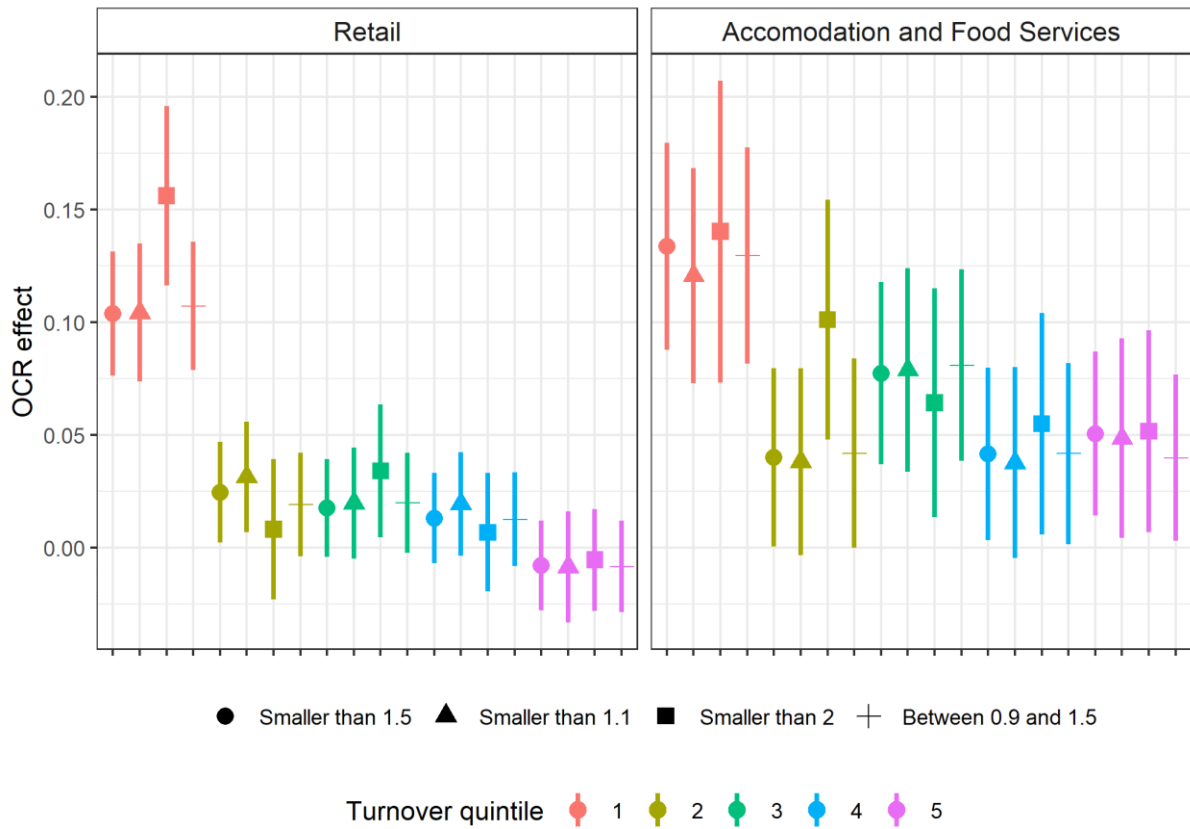 Retail
Accomodation and Food Services
OCR effect
0.20
0.15
0.10
0.05
0.00
Smaller than 1.5 Smaller than 1.1 Smaller than 2 Between 0.9 and 1.5
Turnover quintile 1 2 3 4 5